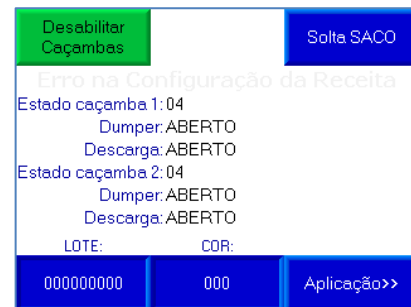 Desabilitar
Caçambas
Solta SACO
Erro na Configuração da Receita
Estado caçamba 1:04
Dumper:ABERTO
Descarga:ABERTO
Estado caçamba 2:04
Dumper:ABERTO
Descarga:ABERTO
LOTE: COR:
000000000 000 Aplicação>>